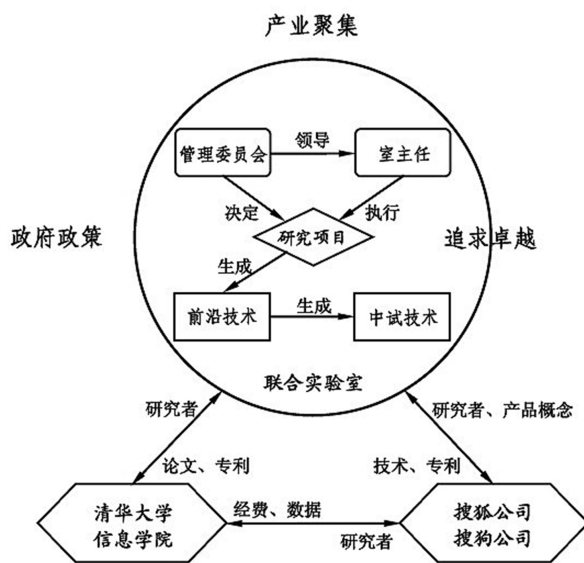 产业聚集
管理委员会
领导
室主任
决定
执行
政府政策
研究项目
追求卓越
生成
前沿技术
生成
中试技术
联合实验室
研究者
研究者、产品概念
论文、专利
技术、专利
清华大学
信息学院
经费、数据
研究者
搜狐公司
搜狗公司